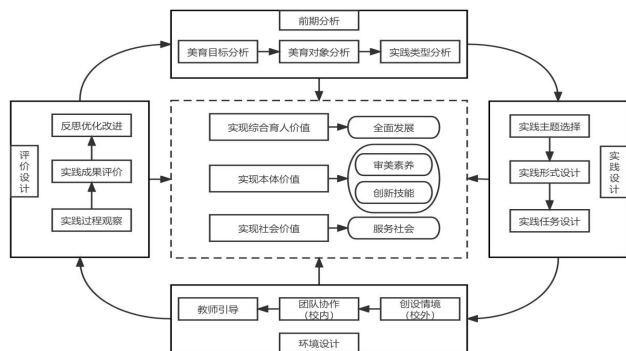 前期分析
美育目标分析
美育对象分析
实践类型分析
评价设计
反思优化改进
实践成果评价
实践过程观察
实现综合育人价值
全面发展
实现本体价值
审美素养
创新技能
实现社会价值
服务社会
实践主题选择
实践形式设计
实践任务设计
实践设计
教师引导
团队协作
（校内）
创设情境
（校外）
环境设计